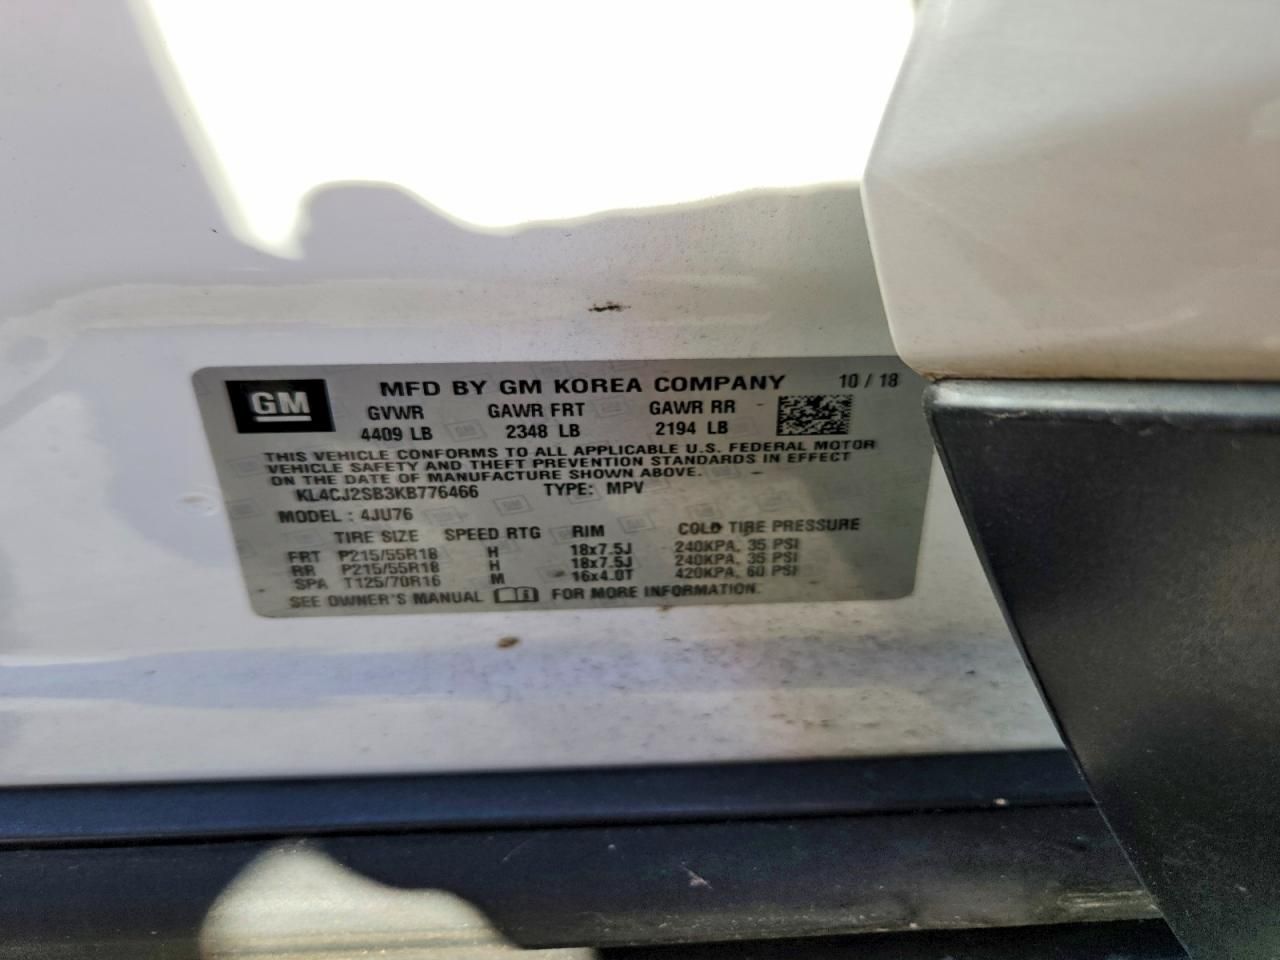 GM MFD BY GM KOREA COMPANY 10 / 18
GVWR GAWR FRT GAWR RR
4409 LB 2348 LB 2194 LB
THIS VEHICLE CONFORMS TO ALL APPLICABLE U.S. FEDERAL MOTOR
VEHICLE SAFETY AND THEFT PREVENTION STANDARDS IN EFFECT
ON THE DATE OF MANUFACTURE SHOWN ABOVE.
KL4CJ2SB3KB776466 TYPE: MPV
MODEL : 4JU76
TIRE SIZE SPEED RTG RIM COLD TIRE PRESSURE
FRT P215/55R18 H 18x7.5J 240KPA, 35 PSI
RR P215/55R18 H 18x7.5J 240KPA, 35 PSI
SPA T125/70R16 M 16x4.0T 420KPA, 60 PSI
SEE OWNER'S MANUAL FOR MORE INFORMATION.